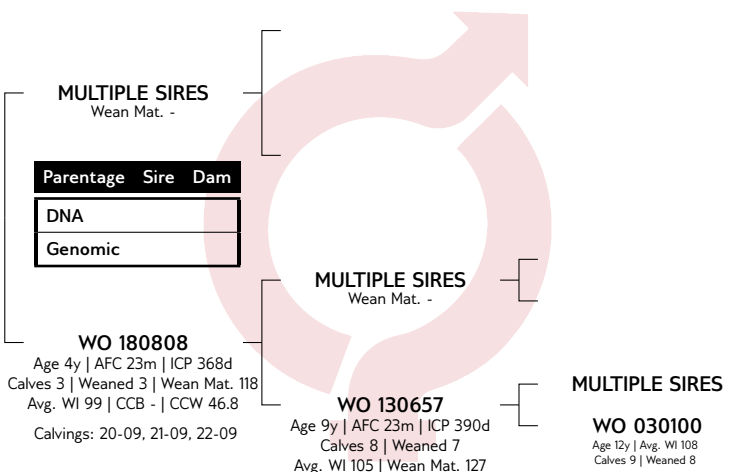 MULTIPLE SIRES
Wean Mat. -
Parentage Sire Dam
DNA
Genomic
MULTIPLE SIRES
Wean Mat. -
WO 180808
Age 4y | AFC 23m | ICP 368d
Calves 3 | Weaned 3 | Wean Mat. 118
Avg. WI 99 | CCB - | CCW 46.8
Calvings: 20-09, 21-09, 22-09
WO 130657
Age 9y | AFC 23m | ICP 390d
Calves 8 | Weaned 7
Avg. WI 105 | Wean Mat. 127
MULTIPLE SIRES
WO 030100
Age 12y | Avg. WI 108
Calves 9 | Weaned 8